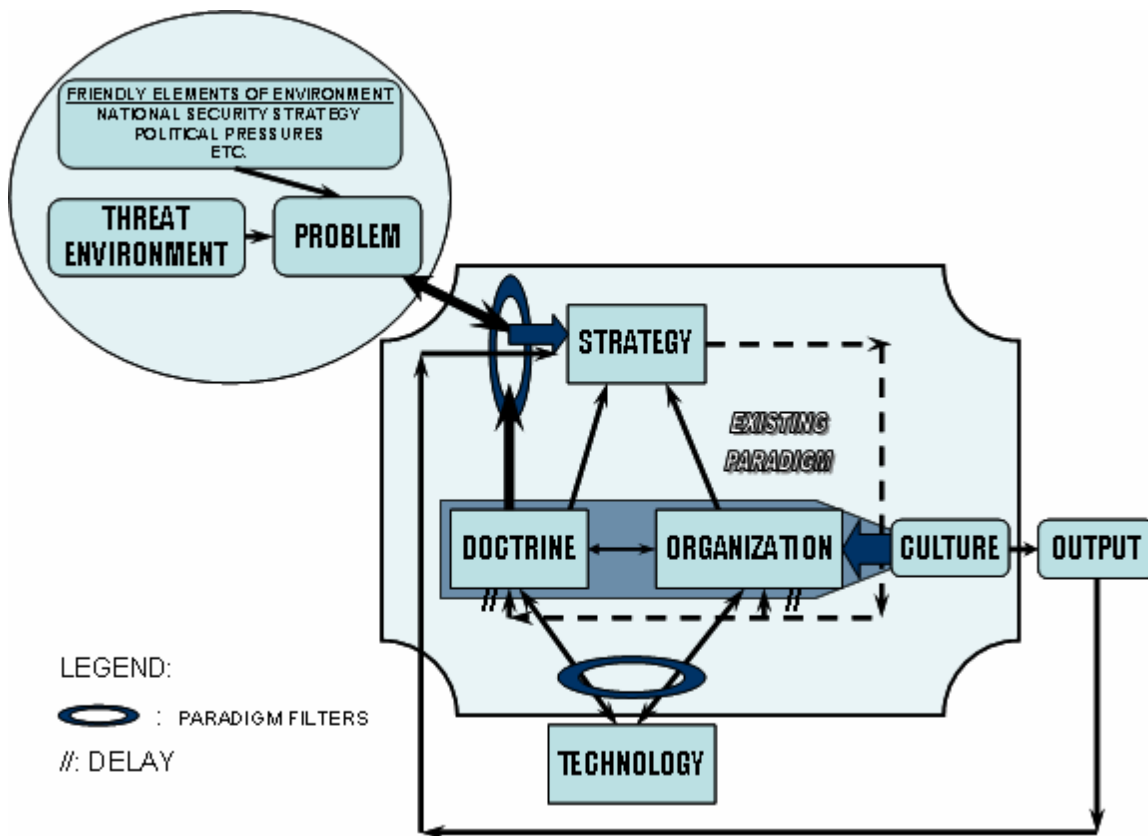 FRIENDLY ELEMENTS OF ENVIRONMENT
NATIONAL SECURITY STRATEGY
POLITICAL PRESSURES
ETC.
THREAT
ENVIRONMENT
PROBLEM
STRATEGY
EXISTING
PARADIGM
DOCTRINE
ORGANIZATION
CULTURE
OUTPUT
//
//
TECHNOLOGY
LEGEND:
: PARADIGM FILTERS
//: DELAY